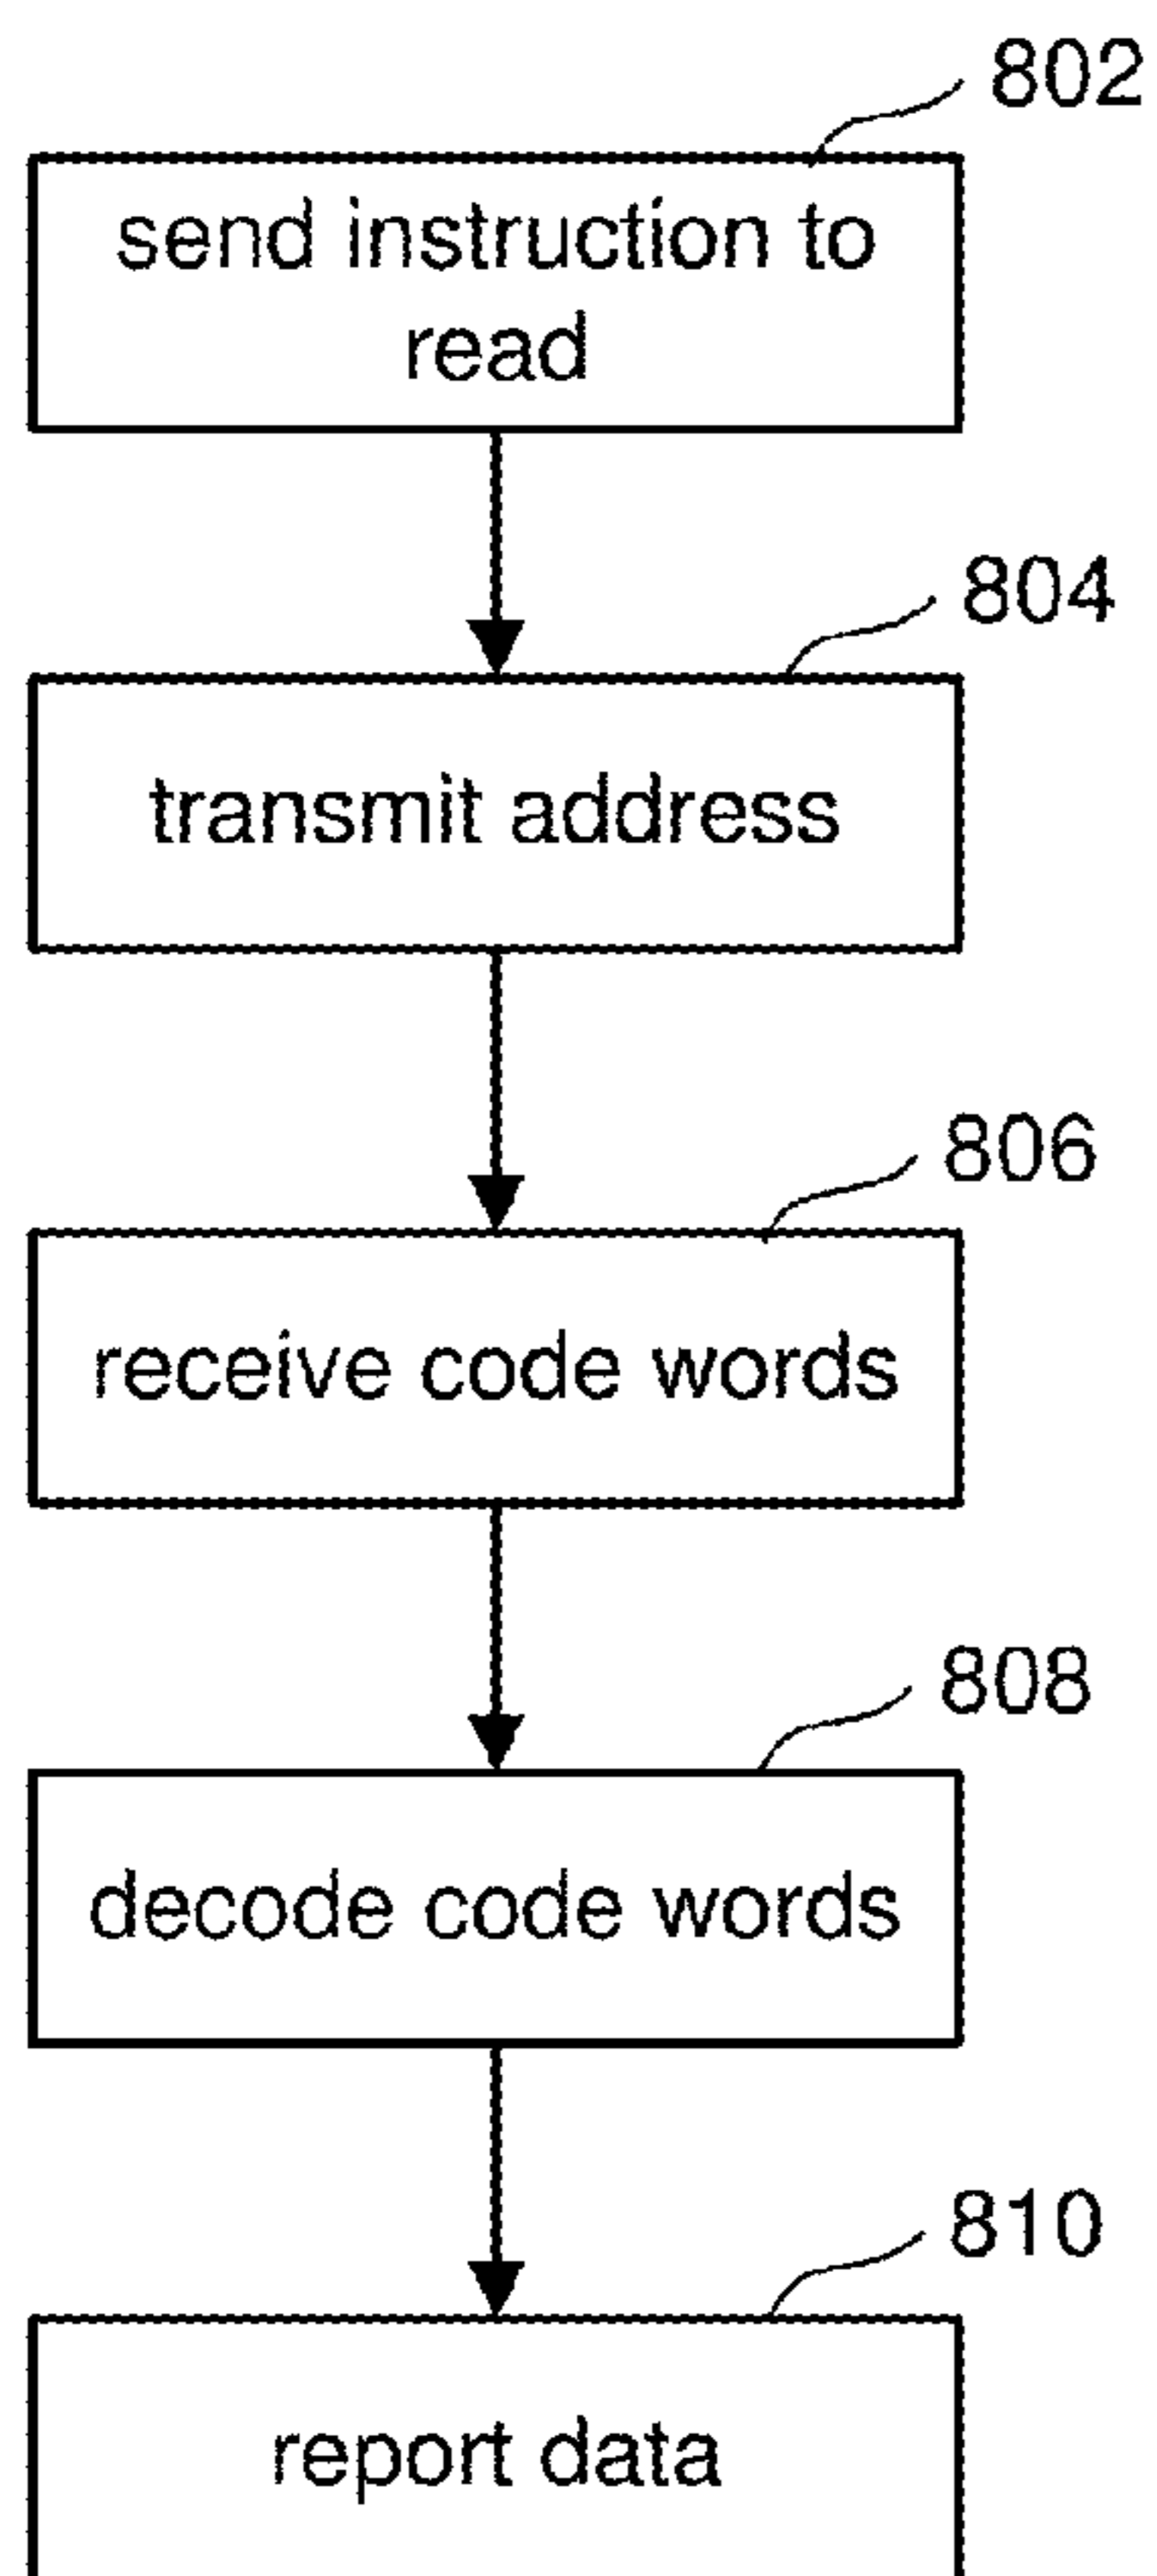 802
send instruction to
read
804
transmit address
806
receive code words
808
decode code words
810
report data